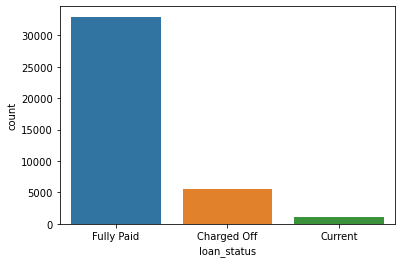 30000
25000
20000
15000
10000
5000
0
count
Fully Paid
Charged Off
Current
loan_status